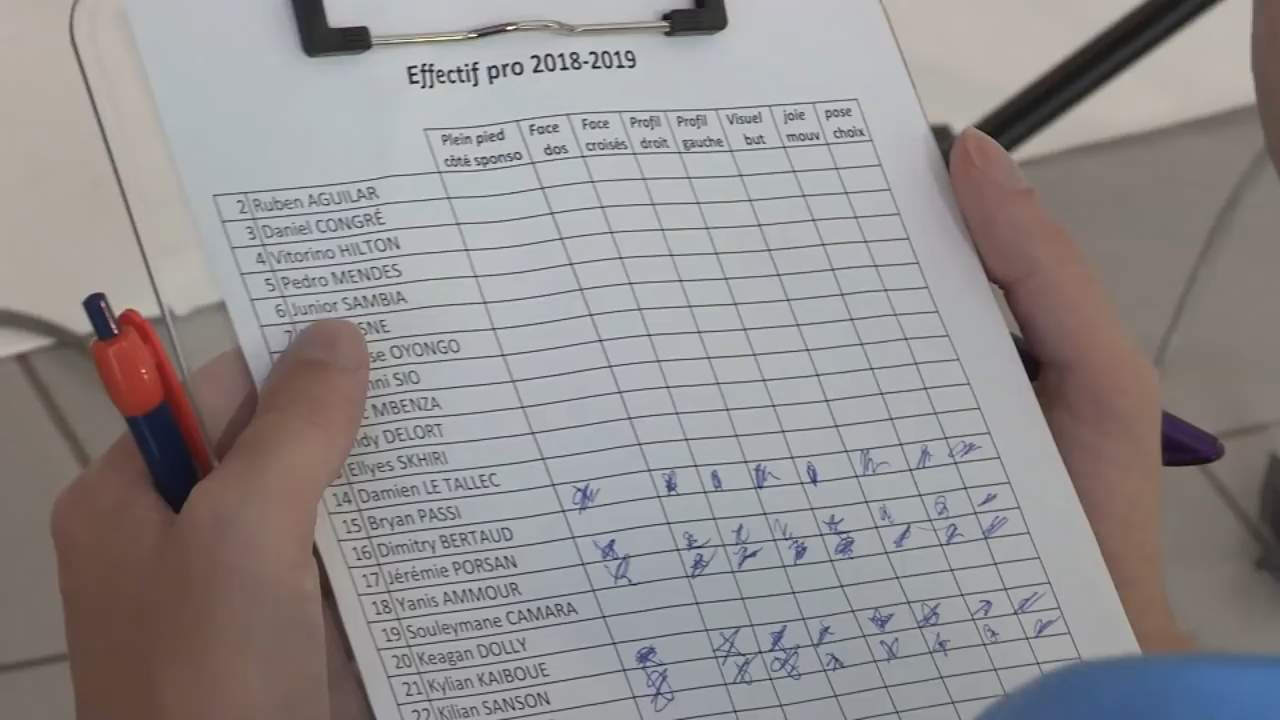 Effectif pro 2018-2019
Plein pied côté sponso Face dos Face croisés Profil droit Profil gauche Visuel but joie mouv pose choix
2 Ruben AGUILAR
3 Daniel CONGRÉ
4 Vitorino HILTON
5 Pedro MENDES
6 Junior SAMBIA
7
OYONGO
SIO
MBENZA
DELORT
Ellyes SKHIRI
14 Damien LE TALLEC
15 Bryan PASSI
16 Dimitry BERTAUD
17 Jérémie PORSAN
18 Yanis AMMOUR
19 Souleymane CAMARA
20 Keagan DOLLY
21 Kylian KAIBOUE
22 Kilian SANSON